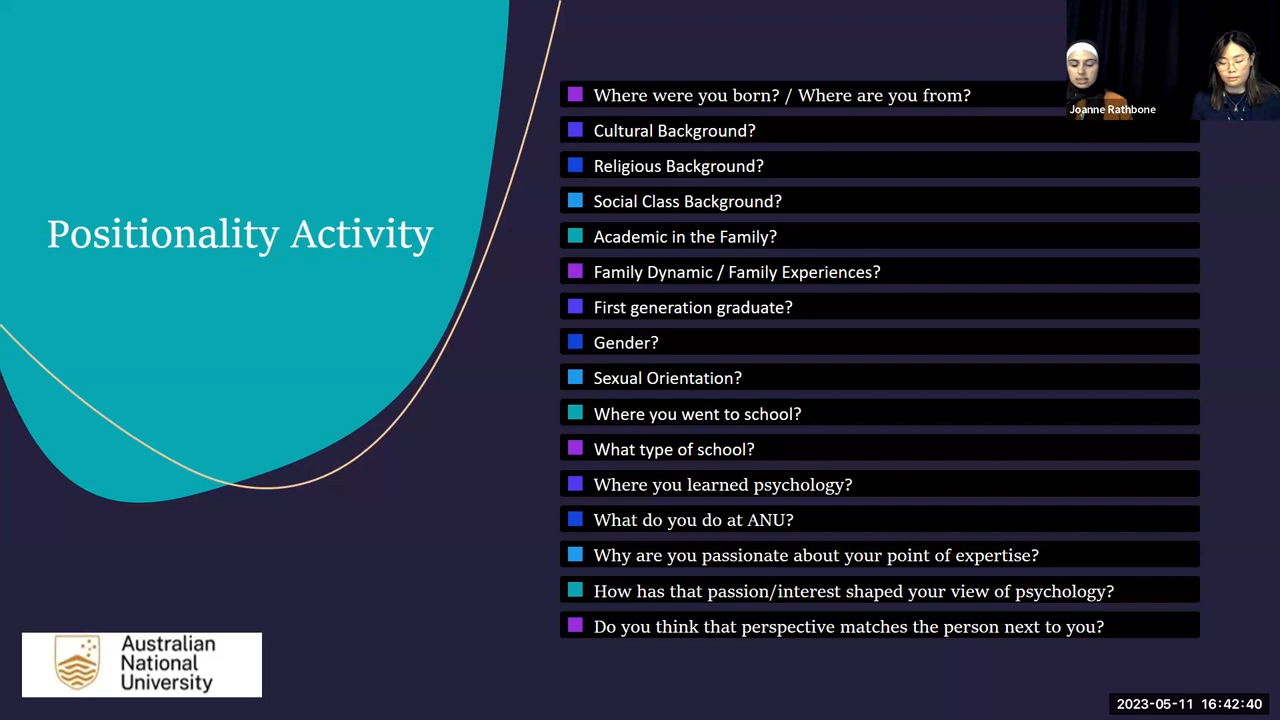 Positionality Activity
Where were you born? / Where are you from?
Cultural Background?
Religious Background?
Social Class Background?
Academic in the Family?
Family Dynamic / Family Experiences?
First generation graduate?
Gender?
Sexual Orientation?
Where you went to school?
What type of school?
Where you learned psychology?
What do you do at ANU?
Why are you passionate about your point of expertise?
How has that passion/interest shaped your view of psychology?
Do you think that perspective matches the person next to you?
Joanne Rathbone
Australian
National
University
2023-05-11 16:42:40